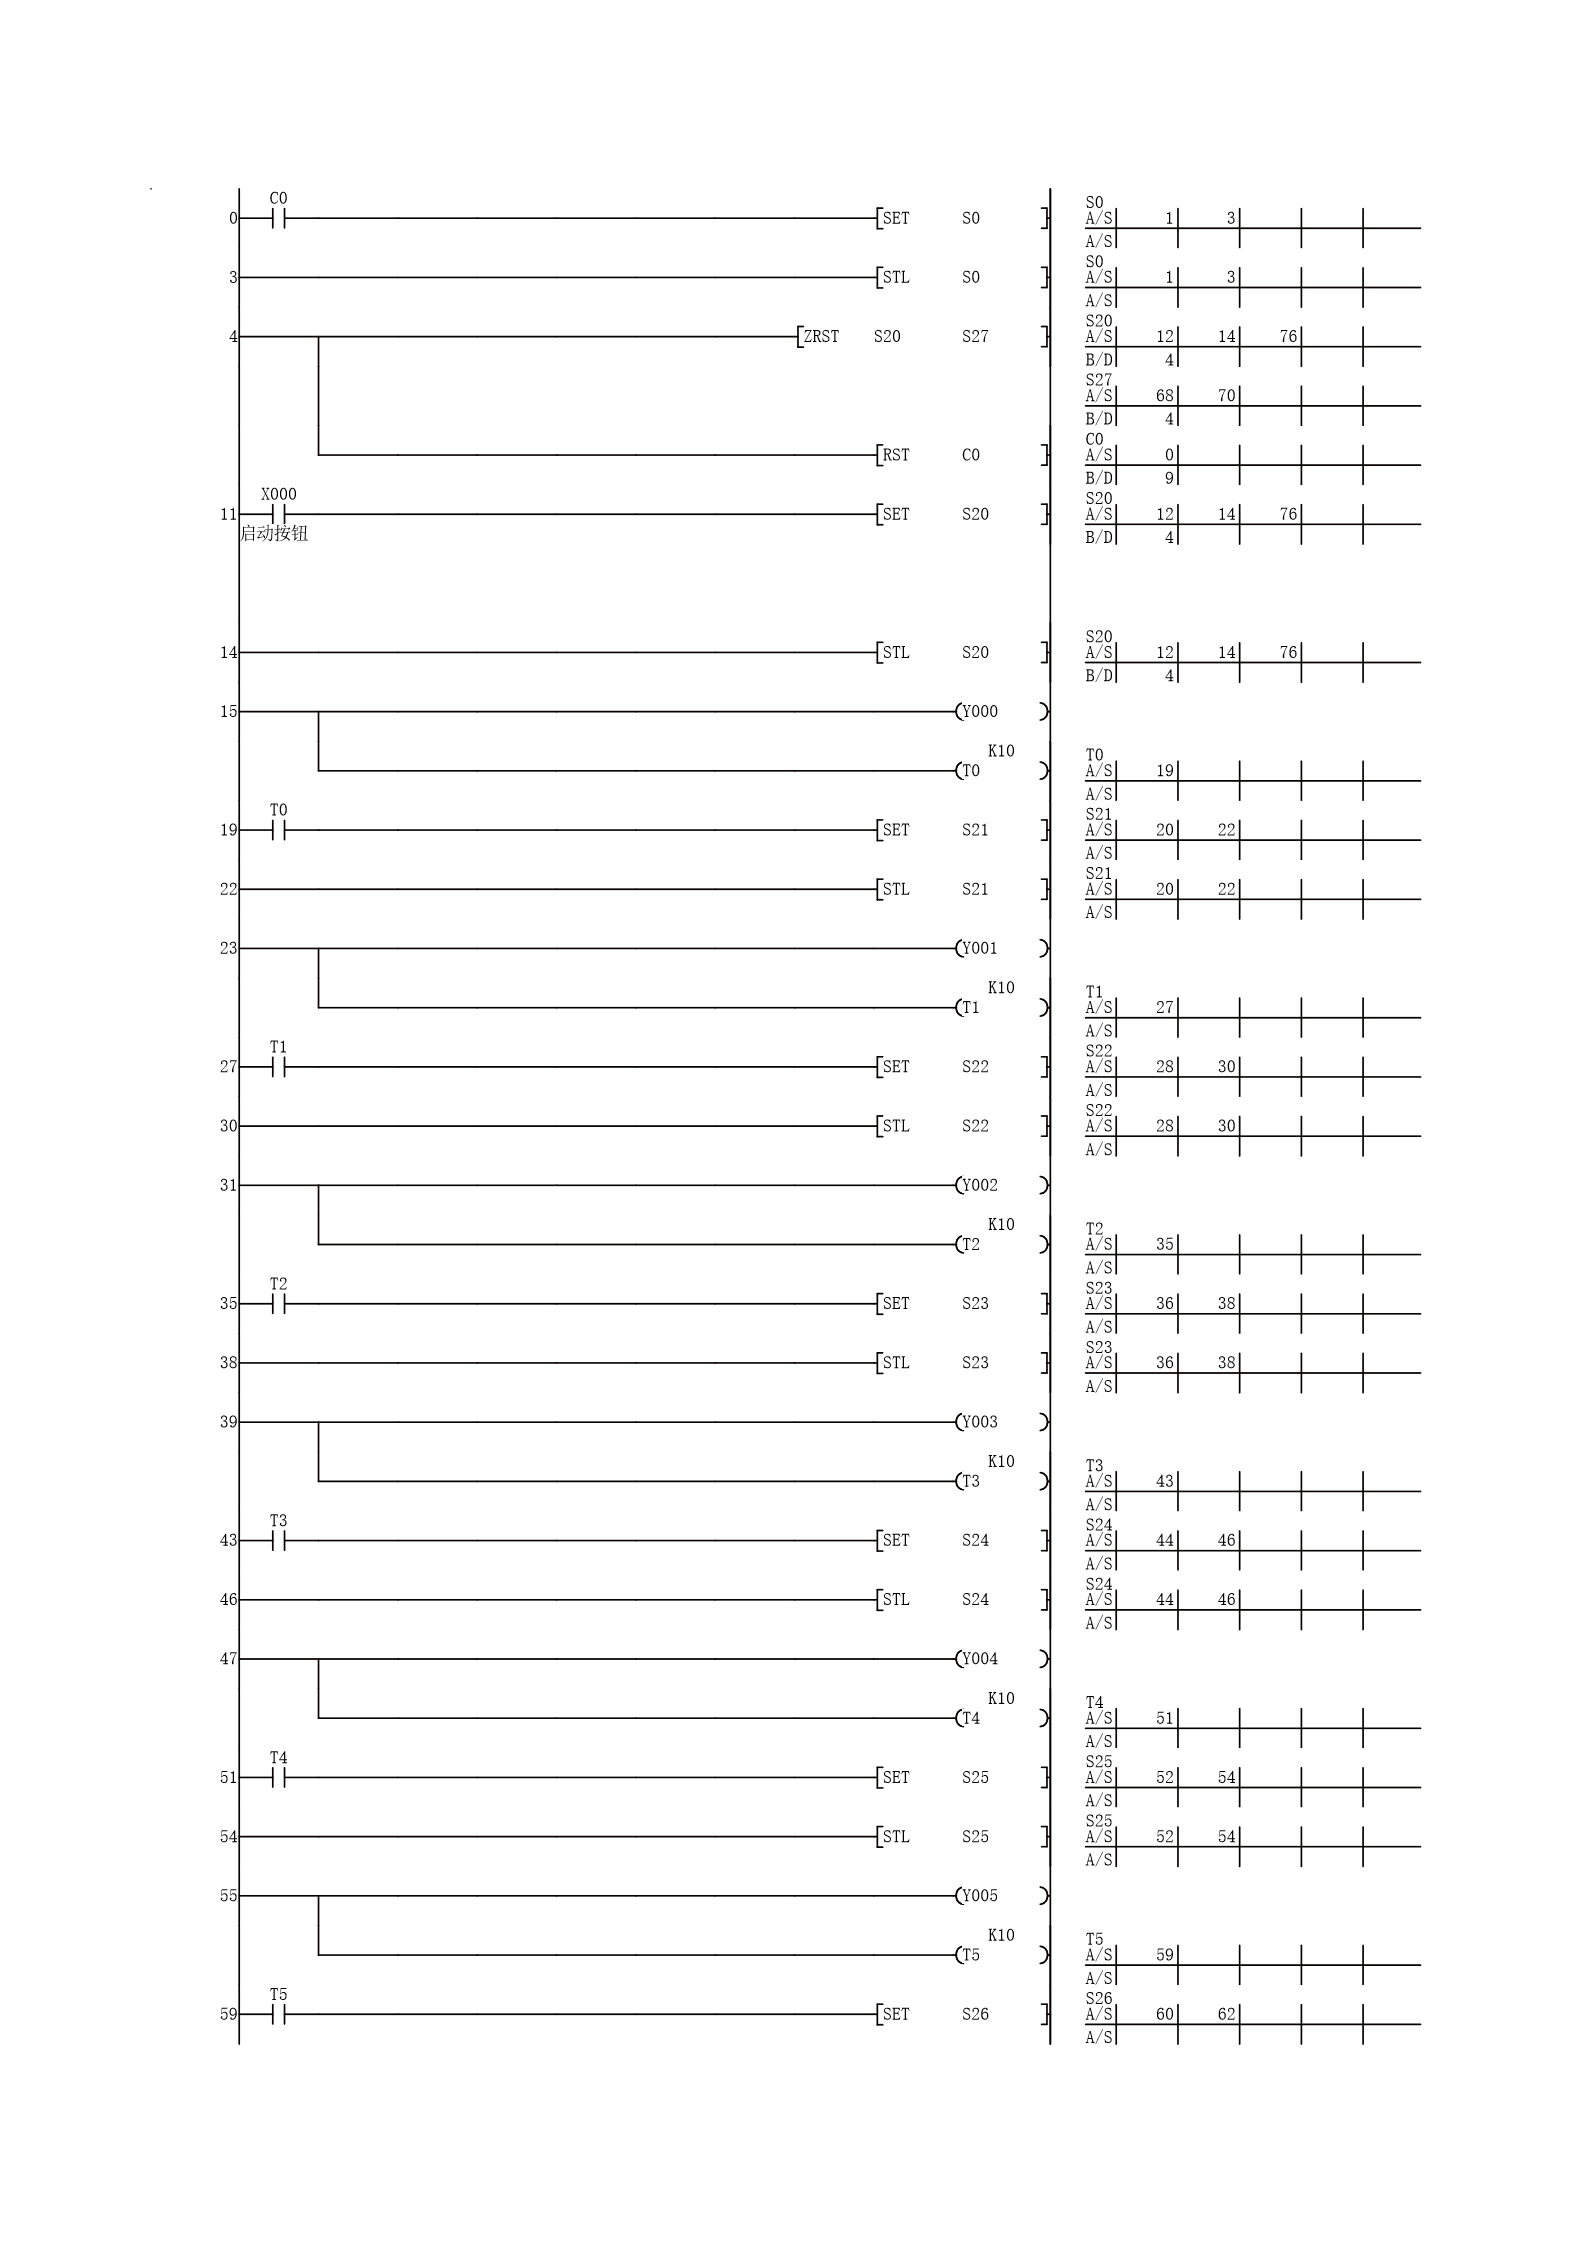 C0
S0
0 SET S0 A/S 1 3
A/S
S0
3 STL S0 A/S 1 3
A/S
S20
4 ZRST S20 S27 A/S 12 14 76
B/D 4
S27
A/S 68 70
B/D 4
C0
RST C0 A/S 0
B/D 9
X000
S20
11 SET S20 A/S 12 14 76
启动按钮
B/D 4
S20
14 STL S20 A/S 12 14 76
B/D 4
15 Y000
K10
T0
T0 A/S 19
A/S
T0
S21
19 SET S21 A/S 20 22
A/S
S21
22 STL S21 A/S 20 22
A/S
23 Y001
K10
T1
T1 A/S 27
A/S
T1
S22
27 SET S22 A/S 28 30
A/S
S22
30 STL S22 A/S 28 30
A/S
31 Y002
K10
T2
T2 A/S 35
A/S
T2
S23
35 SET S23 A/S 36 38
A/S
S23
38 STL S23 A/S 36 38
A/S
39 Y003
K10
T3
T3 A/S 43
A/S
T3
S24
43 SET S24 A/S 44 46
A/S
S24
46 STL S24 A/S 44 46
A/S
47 Y004
K10
T4
T4 A/S 51
A/S
T4
S25
51 SET S25 A/S 52 54
A/S
S25
54 STL S25 A/S 52 54
A/S
55 Y005
K10
T5
T5 A/S 59
A/S
T5
S26
59 SET S26 A/S 60 62
A/S